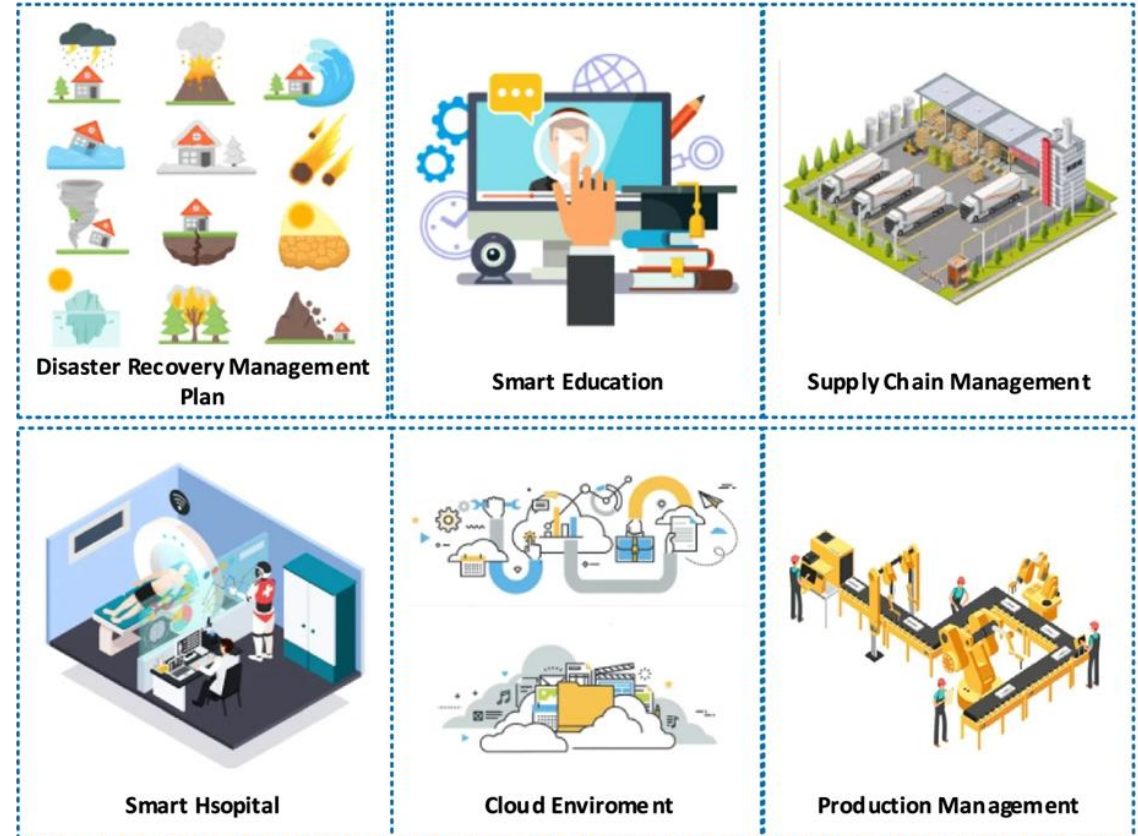 Disaster Recovery Management
Plan
Smart Education
Supply Chain Management
Smart Hsopital
Cloud Enviroment
Production Management